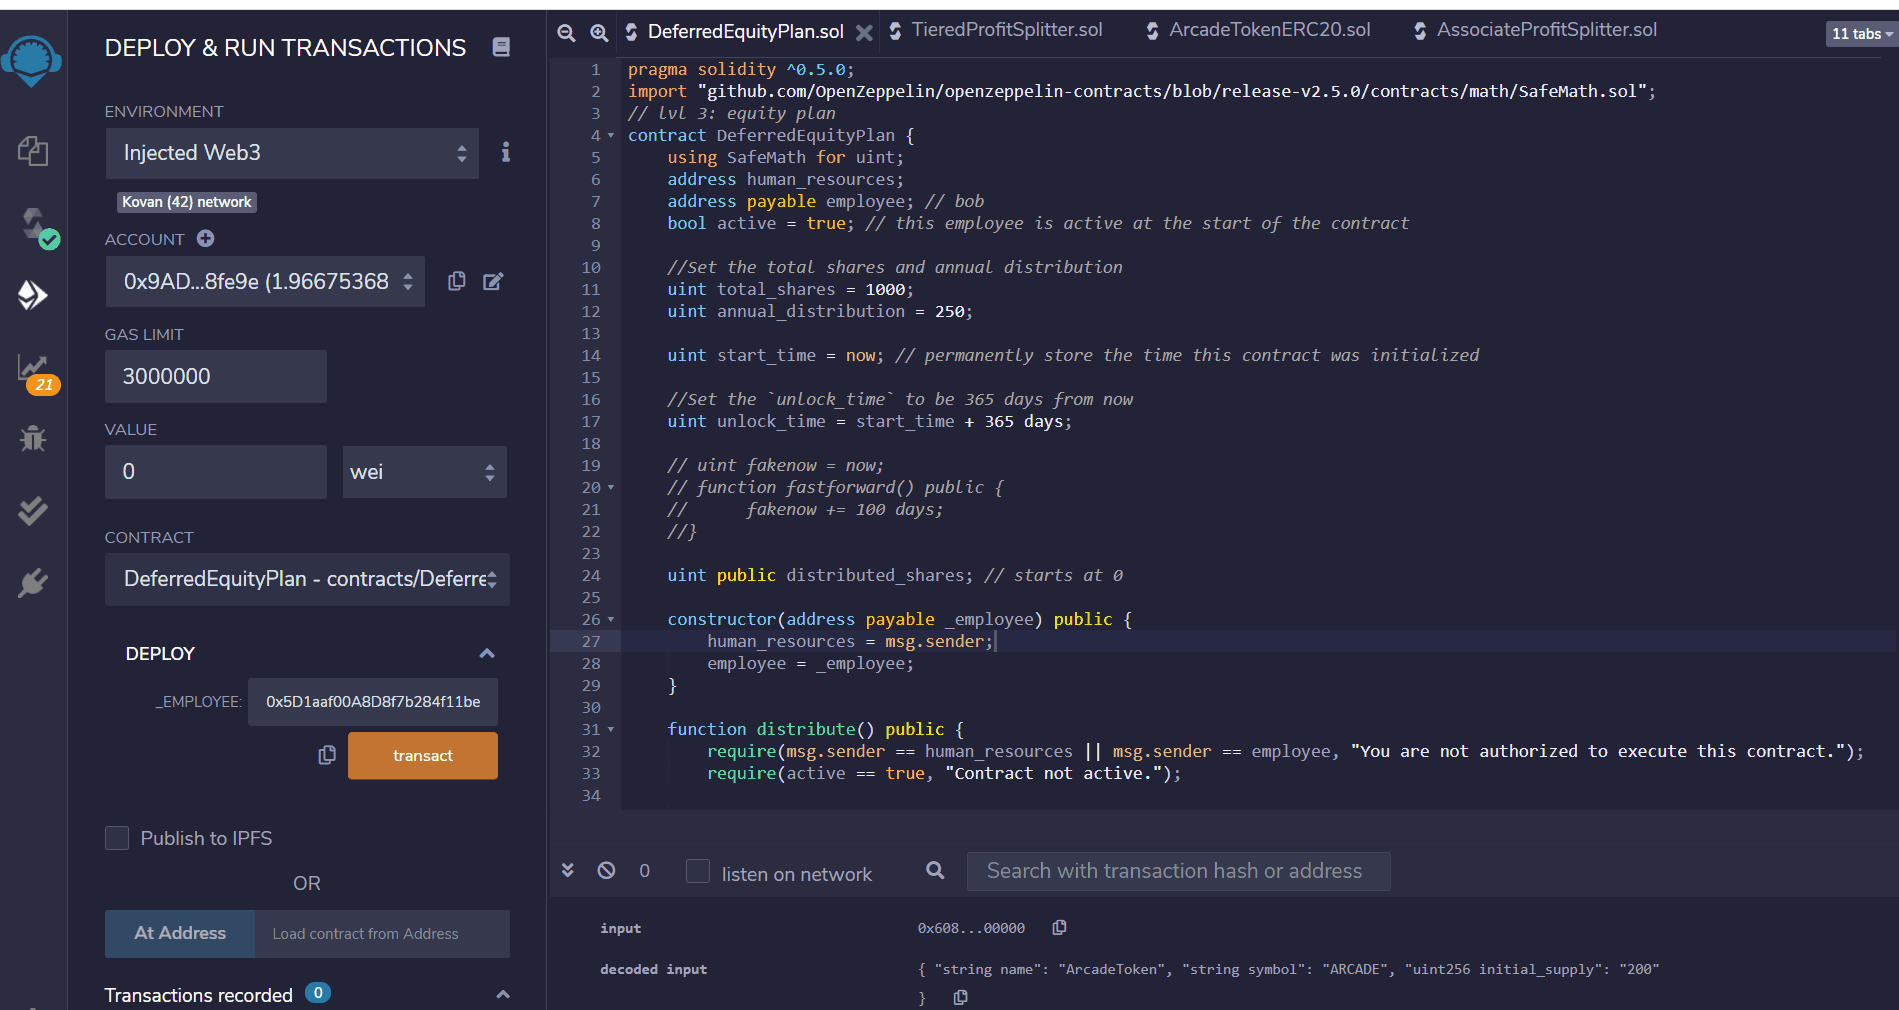 DEPLOY & RUN TRANSACTIONS
ENVIRONMENT
Injected Web3
Kovan (42) network
ACCOUNT
0x9AD...8fe9e (1.96675368
GAS LIMIT
3000000
VALUE
0
wei
CONTRACT
DeferredEquityPlan - contracts/Deferre
DEPLOY
_EMPLOYEE: 0x5D1aaf00A8D8f7b284f11be
transact
Publish to IPFS
OR
At Address Load contract from Address
Transactions recorded 0
21
DeferredEquityPlan.sol TieredProfitSplitter.sol ArcadeTokenERC20.sol AssociateProfitSplitter.sol 11 tabs
1 pragma solidity ^0.5.0;
2 import "github.com/OpenZeppelin/openzeppelin-contracts/blob/release-v2.5.0/contracts/math/SafeMath.sol";
3 // lvl 3: equity plan
4 contract DeferredEquityPlan {
5 using SafeMath for uint;
6 address human_resources;
7 address payable employee; // bob
8 bool active = true; // this employee is active at the start of the contract
9
10 //Set the total shares and annual distribution
11 uint total_shares = 1000;
12 uint annual_distribution = 250;
13
14 uint start_time = now; // permanently store the time this contract was initialized
15
16 //Set the `unlock_time` to be 365 days from now
17 uint unlock_time = start_time + 365 days;
18
19 // uint fakenow = now;
20 // function fastforward() public {
21 // fakenow += 100 days;
22 //}
23
24 uint public distributed_shares; // starts at 0
25
26 constructor(address payable _employee) public {
27 human_resources = msg.sender;
28 employee = _employee;
29 }
30
31 function distribute() public {
32 require(msg.sender == human_resources || msg.sender == employee, "You are not authorized to execute this contract.");
33 require(active == true, "Contract not active.");
34
0 listen on network Search with transaction hash or address
input 0x608...00000
decoded input { "string name": "ArcadeToken", "string symbol": "ARCADE", "uint256 initial_supply": "200"
}